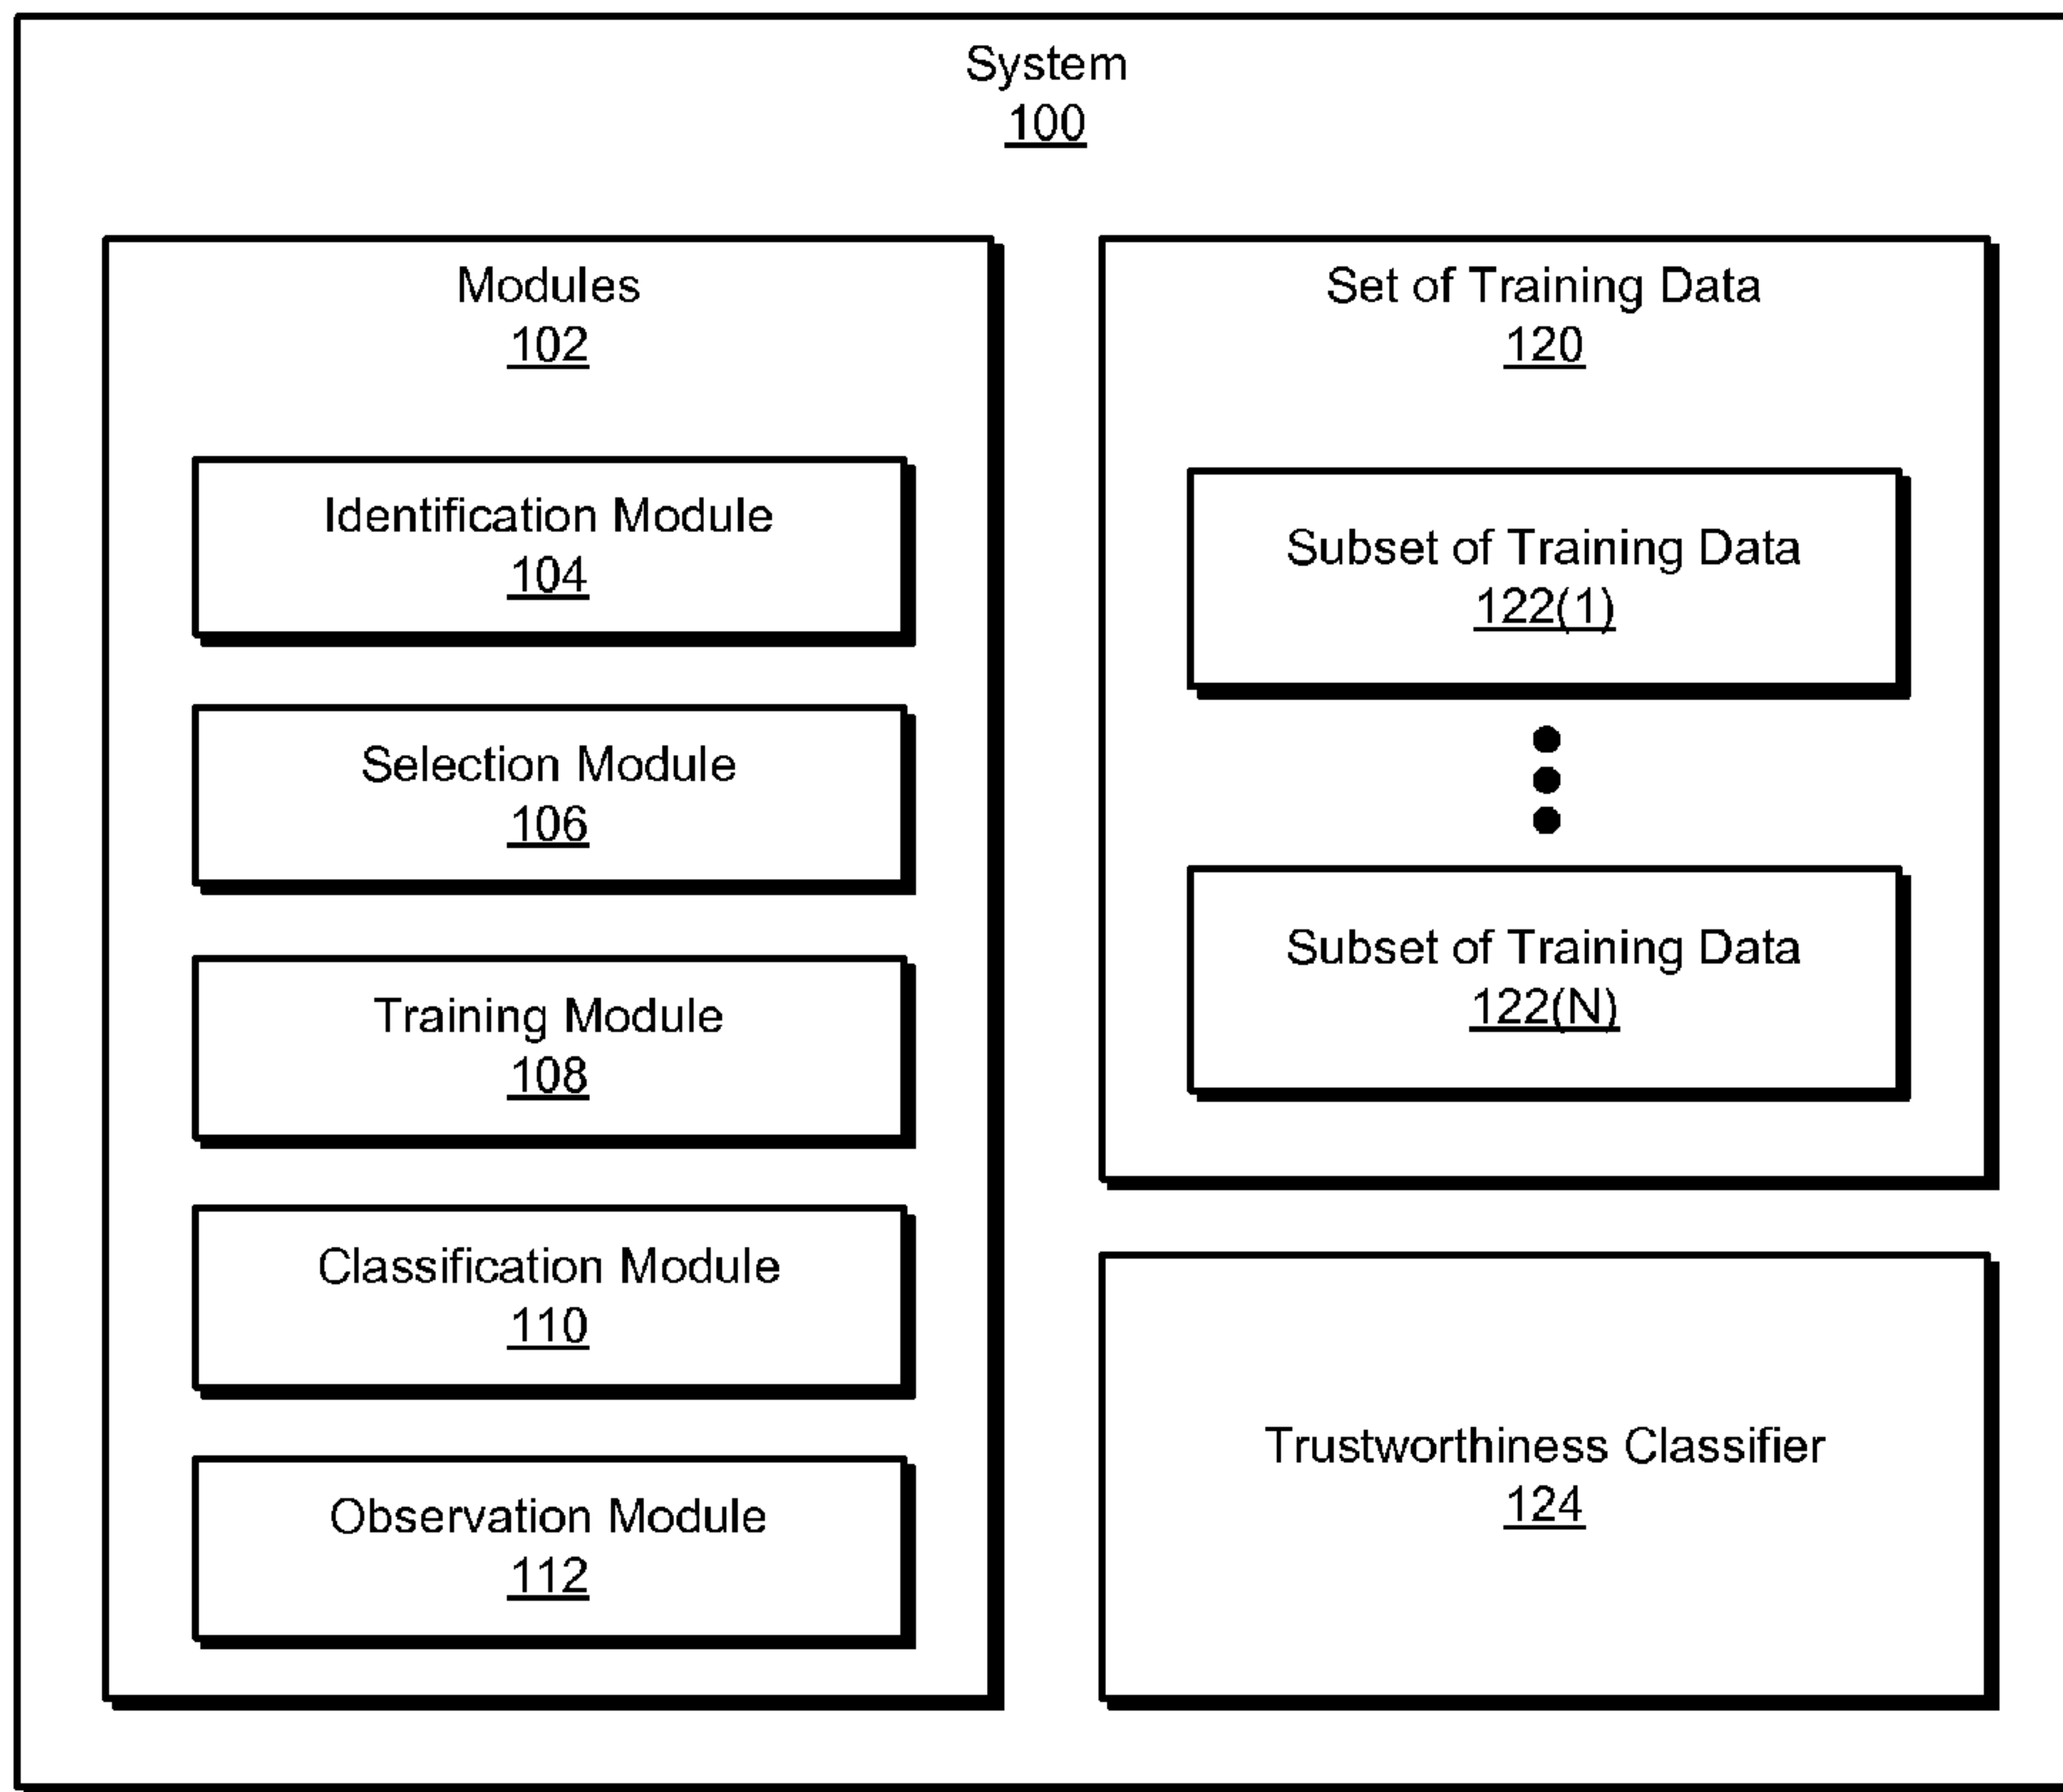 System
100
Modules
102
Identification Module
104
Selection Module
106
Training Module
108
Classification Module
110
Observation Module
112
Set of Training Data
120
Subset of Training Data
122(1)
Subset of Training Data
122(N)
Trustworthiness Classifier
124